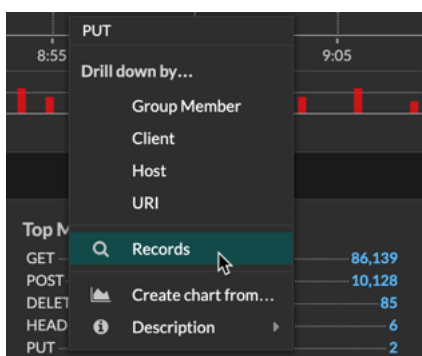 PUT
8:55
9:05
Drill down by...
Group Member
Client
Host
URI
Top M
Records
GET 86,139
POST 10,128
DELET 85
Create chart from...
HEAD 6
Description
PUT 2